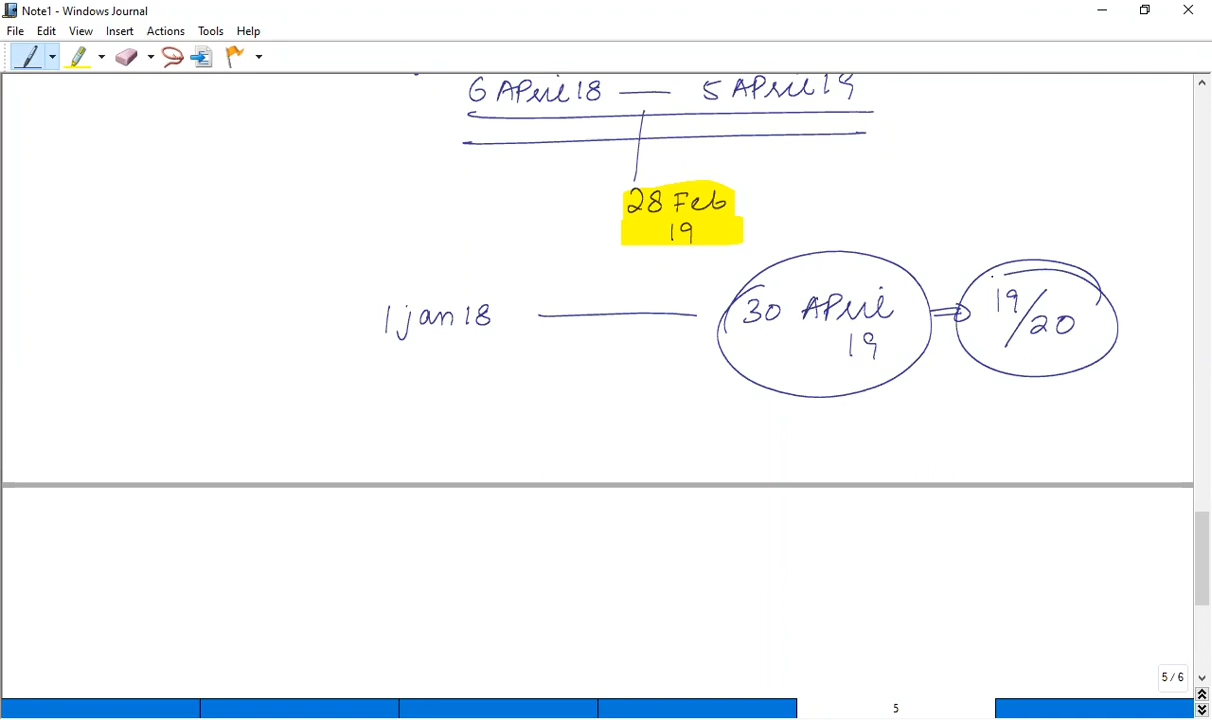 Note1 - Windows Journal
File Edit View Insert Actions Tools Help
6 APril 18 — 5 APril 19
28 Feb
19
1 jan 18 — 30 APril ⇒ 19/20
19
5 / 6
5